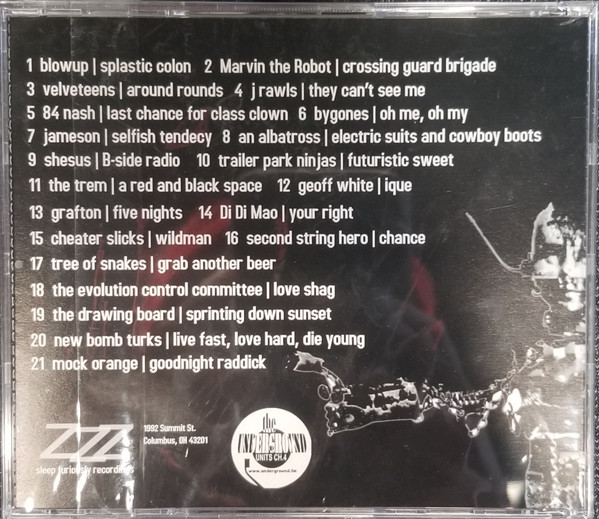 1 blowup | splastic colon 2 Marvin the Robot | crossing guard brigade
3 velveteens | around rounds 4 j rawls | they can't see me
5 84 nash | last chance for class clown 6 bygones | oh me, oh my
7 jameson | selfish tendecy 8 an albatross | electric suits and cowboy boots
9 shesus | B-side radio 10 trailer park ninjas | futuristic sweet
11 the trem | a red and black space 12 geoff white | ique
13 grafton | five nights 14 Di Di Mao | your right
15 cheater slicks | wildman 16 second string hero | chance
17 tree of snakes | grab another beer
18 the evolution control committee | love shag
19 the drawing board | sprinting down sunset
20 new bomb turks | live fast, love hard, die young
21 mock orange | goodnight raddick
ZZZ
sleep furiously recordings
1992 Summit St.
Columbus, OH 43201
the
UNDERGROUND
UNITS CH.4
www.underground.be